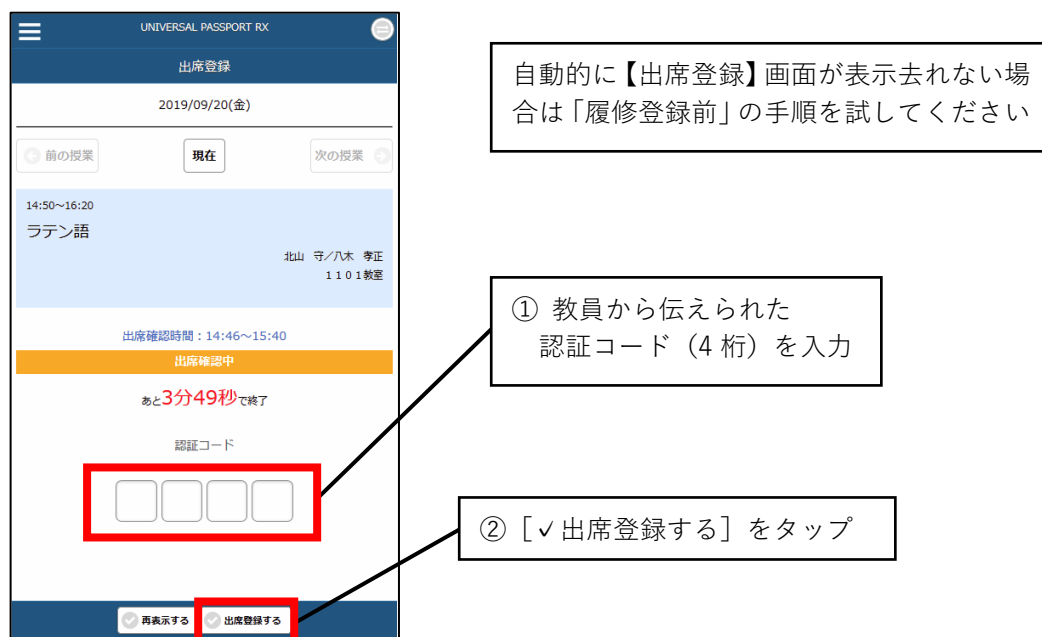 UNIVERSAL PASSPORT RX
出席登録
2019/09/20(金)
前の授業
現在
次の授業
14:50～16:20
ラテン語
北山　守／八木　孝正
１１０１教室
出席確認時間：14:46～15:40
出席確認中
あと3分49秒で終了
認証コード
再表示する
出席登録する
自動的に【出席登録】画面が表示去れない場
合は「履修登録前」の手順を試してください
① 教員から伝えられた
認証コード（4 桁）を入力
②［✓出席登録する］をタップ